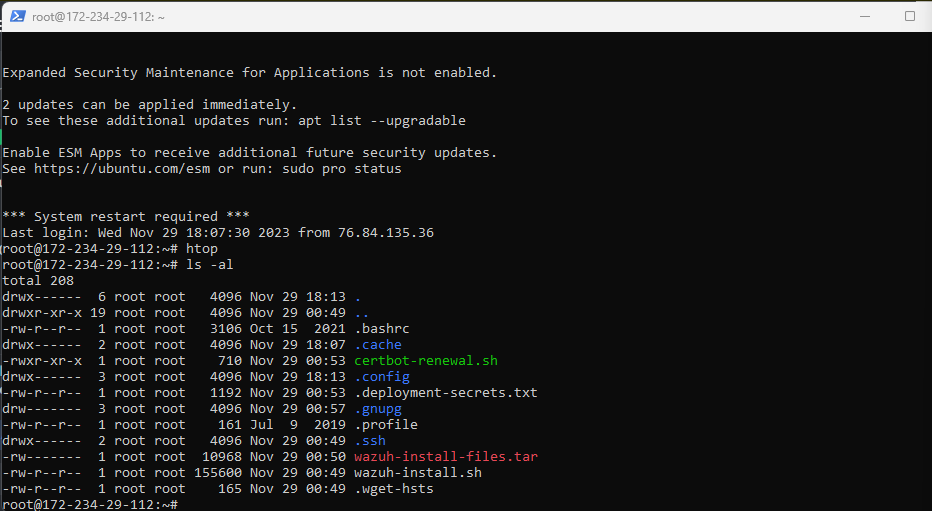 root@172-234-29-112: ~
Expanded Security Maintenance for Applications is not enabled.
2 updates can be applied immediately.
To see these additional updates run: apt list --upgradable
Enable ESM Apps to receive additional future security updates.
See https://ubuntu.com/esm or run: sudo pro status
*** System restart required ***
Last login: Wed Nov 29 18:07:30 2023 from 76.84.135.36
root@172-234-29-112:~# htop
root@172-234-29-112:~# ls -al
total 208
drwx------  6 root root   4096 Nov 29 18:13 .
drwxr-xr-x 19 root root   4096 Nov 29 00:49 ..
-rw-r--r--  1 root root   3106 Oct 15  2021 .bashrc
drwx------  2 root root   4096 Nov 29 18:07 .cache
-rwxr-xr-x  1 root root    710 Nov 29 00:53 certbot-renewal.sh
drwx------  3 root root   4096 Nov 29 18:13 .config
-rw-r--r--  1 root root   1192 Nov 29 00:53 .deployment-secrets.txt
drw-------  3 root root   4096 Nov 29 00:57 .gnupg
-rw-r--r--  1 root root    161 Jul  9  2019 .profile
drwx------  2 root root   4096 Nov 29 00:49 .ssh
-rw-------  1 root root  10968 Nov 29 00:50 wazuh-install-files.tar
-rw-r--r--  1 root root 155600 Nov 29 00:49 wazuh-install.sh
-rw-r--r--  1 root root    165 Nov 29 00:49 .wget-hsts
root@172-234-29-112:~#